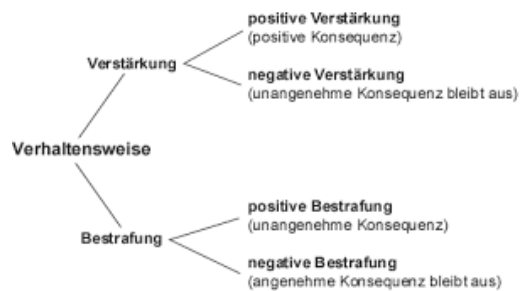 positive Verstärkung
(positive Konsequenz)
Verstärkung
negative Verstärkung
(unangenehme Konsequenz bleibt aus)
Verhaltensweise
positive Bestrafung
(unangenehme Konsequenz)
Bestrafung
negative Bestrafung
(angenehme Konsequenz bleibt aus)